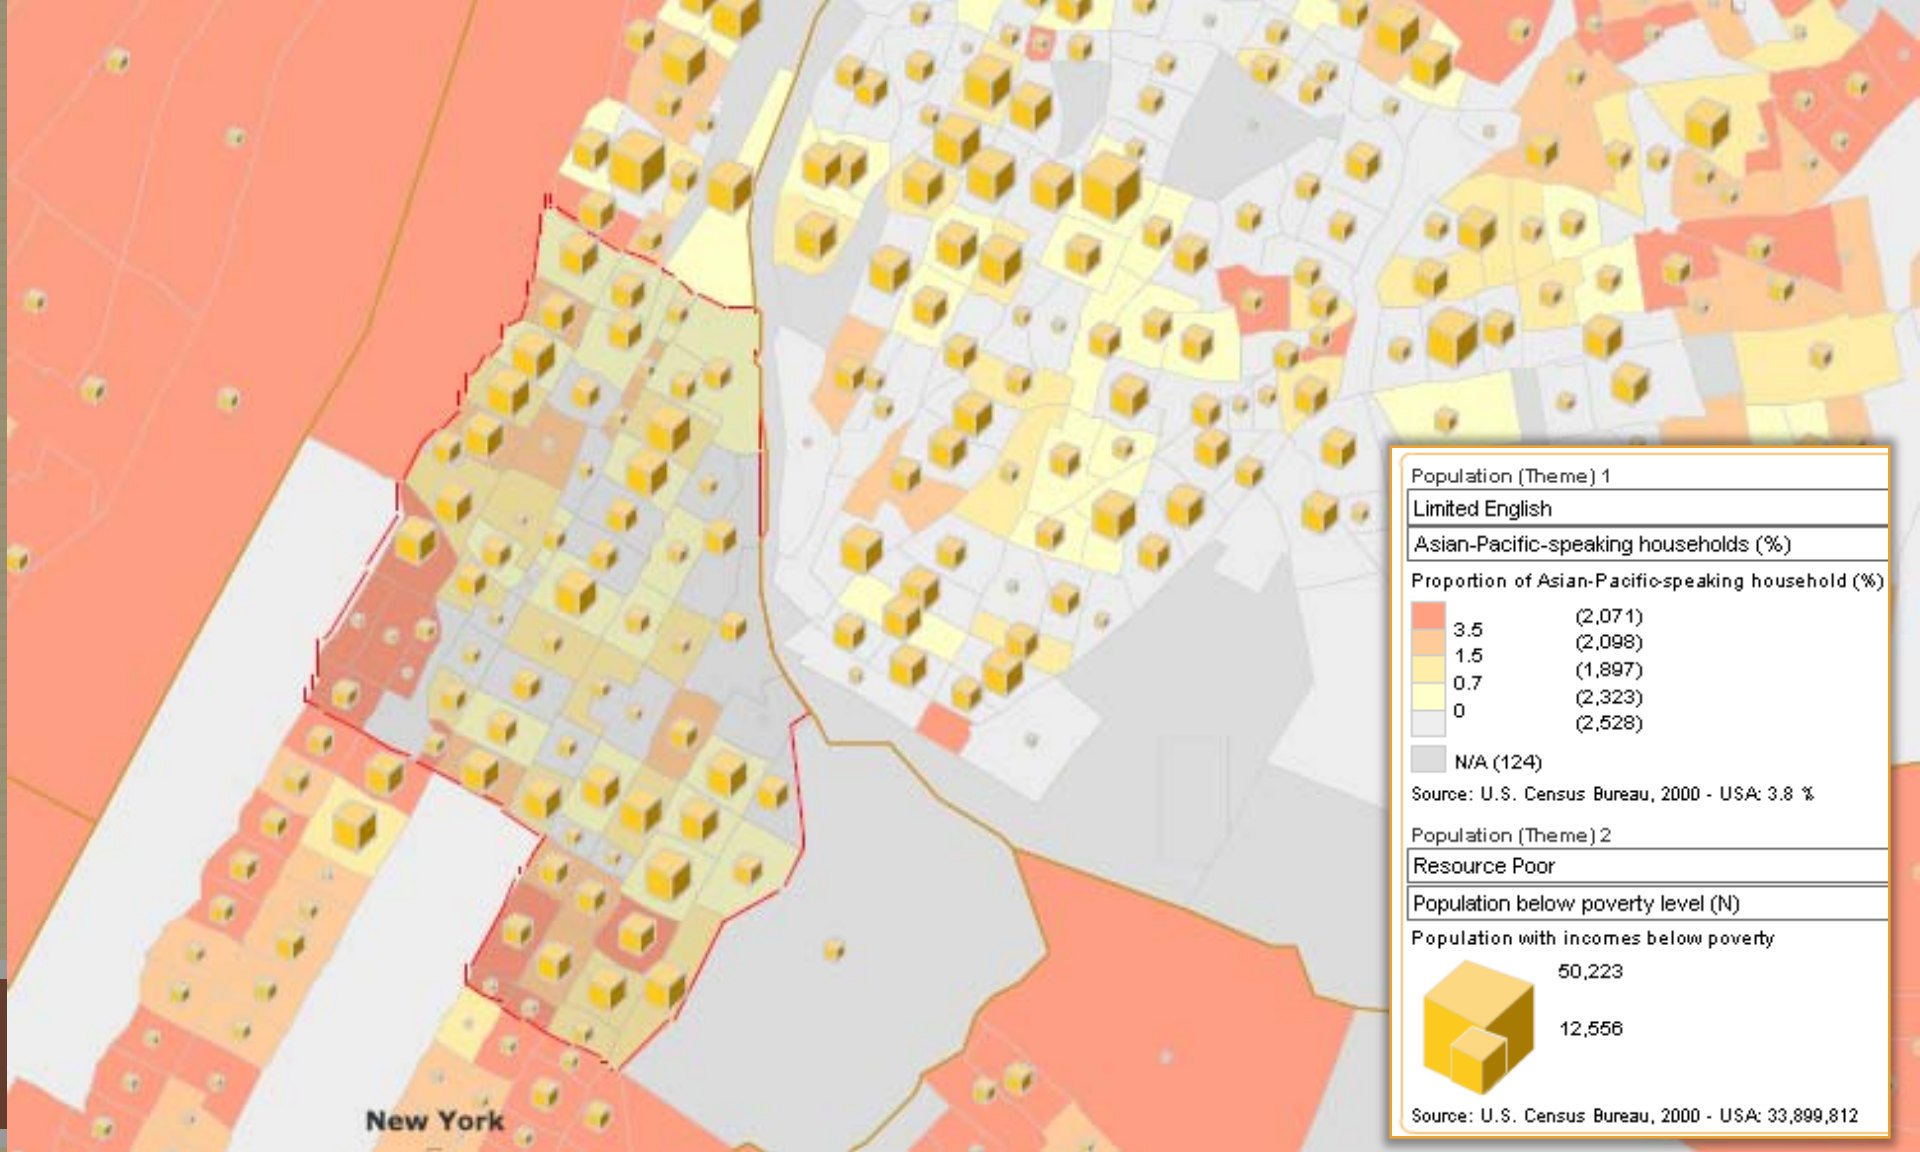 Population (Theme) 1
Limited English
Asian-Pacific-speaking households (%)
Proportion of Asian-Pacific-speaking household (%)
(2,071)
3.5
(2,098)
1.5
(1,897)
0.7
(2,323)
0
(2,528)
N/A (124)
Source: U.S. Census Bureau, 2000 - USA: 3.8 %
Population (Theme) 2
Resource Poor
Population below poverty level (N)
Population with incomes below poverty
50,223
12,556
Source: U.S. Census Bureau, 2000 - USA: 33,899,812
New York